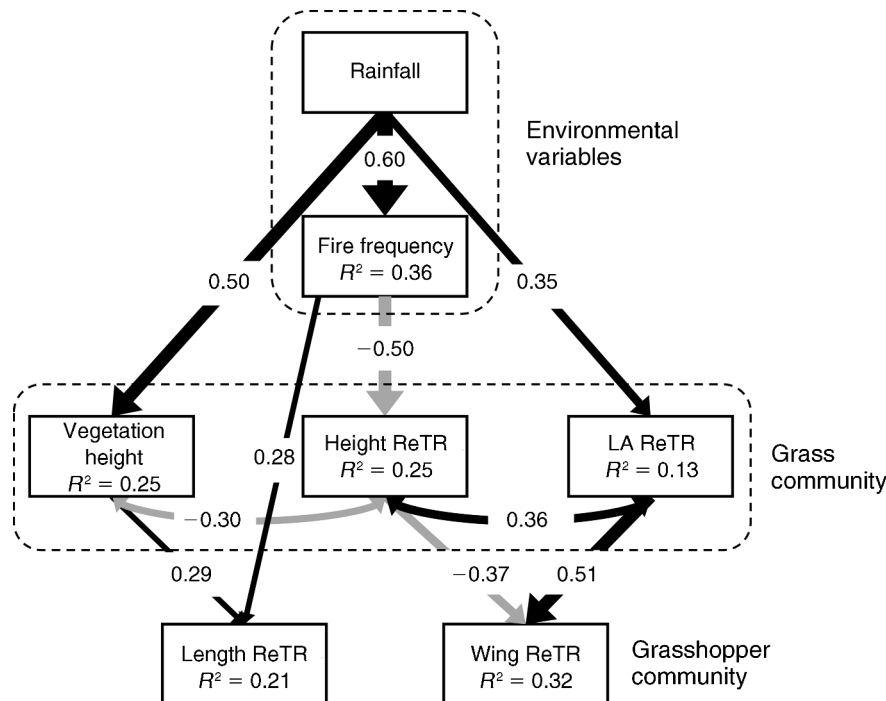 Rainfall
Environmental
variables
0.60
Fire frequency
R² = 0.36
0.50
0.35
−0.50
Vegetation
height
R² = 0.25
Height ReTR
R² = 0.25
LA ReTR
R² = 0.13
Grass
community
0.28
−0.30
0.36
0.29
−0.37
0.51
Length ReTR
R² = 0.21
Wing ReTR
R² = 0.32
Grasshopper
community